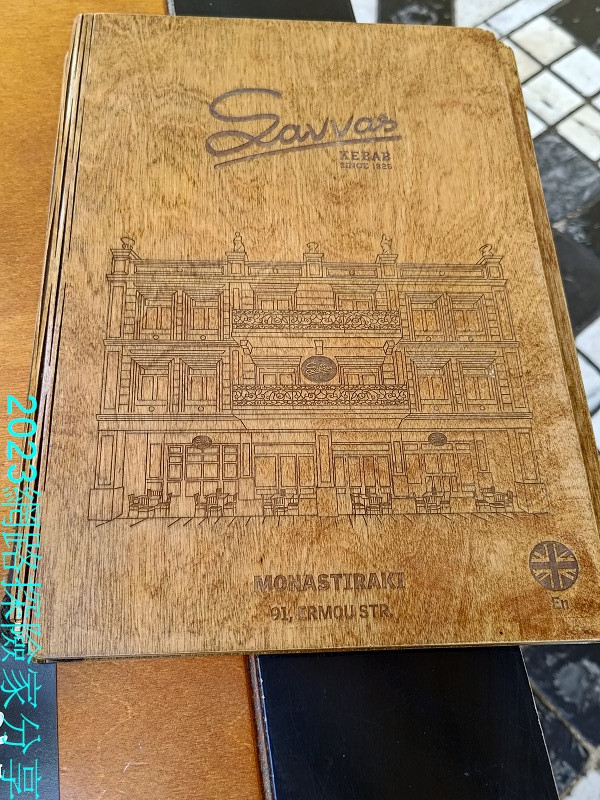 Savvas
KEBAB
SINCE 1925
MONASTIRAKI
91, ERMOU STR.
En
2023網路探險家分享